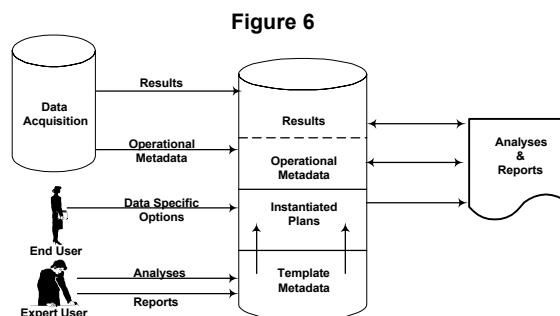 Figure 6
Data
Acquisition
Results
Operational
Metadata
Data Specific
Options
End User
Analyses
Reports
Expert User
Results
Operational
Metadata
Instantiated
Plans
Template
Metadata
Analyses
&
Reports